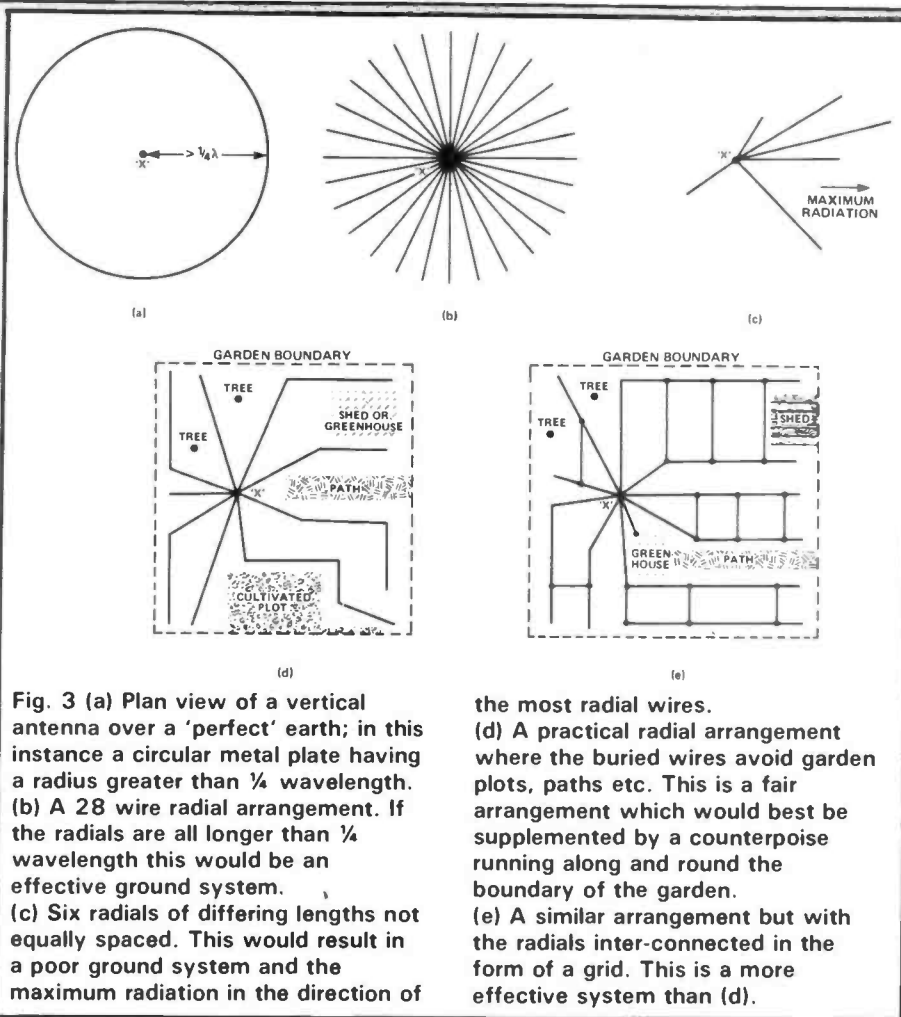 'X'
> ¼ λ
(a)
'X'
(b)
'X'
MAXIMUM
RADIATION
(c)
GARDEN BOUNDARY
TREE
TREE
SHED OR
GREENHOUSE
'X'
PATH
CULTIVATED
PLOT
(d)
GARDEN BOUNDARY
TREE
TREE
SHED
'X'
GREEN
HOUSE
PATH
(e)
Fig. 3 (a) Plan view of a vertical
antenna over a 'perfect' earth; in this
instance a circular metal plate having
a radius greater than ¼ wavelength.
(b) A 28 wire radial arrangement. If
the radials are all longer than ¼
wavelength this would be an
effective ground system.
(c) Six radials of differing lengths not
equally spaced. This would result in
a poor ground system and the
maximum radiation in the direction of
the most radial wires.
(d) A practical radial arrangement
where the buried wires avoid garden
plots, paths etc. This is a fair
arrangement which would best be
supplemented by a counterpoise
running along and round the
boundary of the garden.
(e) A similar arrangement but with
the radials inter-connected in the
form of a grid. This is a more
effective system than (d).